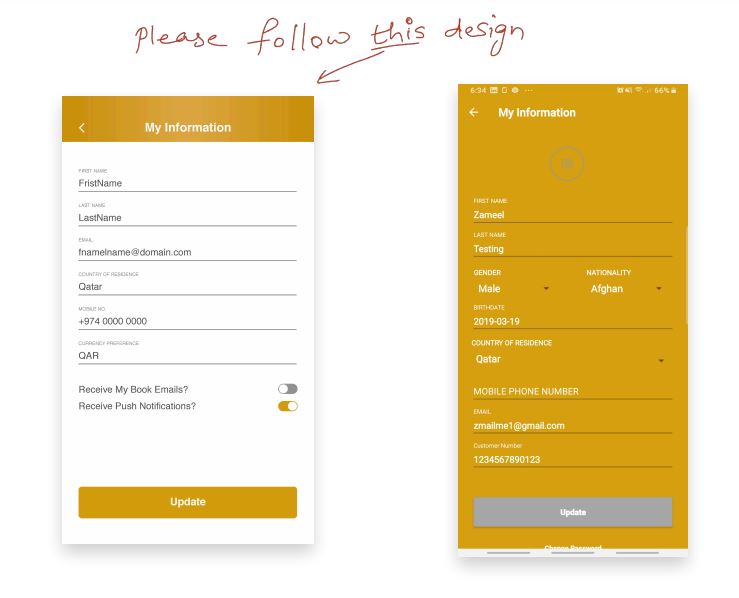 Please follow this design
My Information
FIRST NAME
FristName
LAST NAME
LastName
EMAIL
fnamelname@domain.com
COUNTRY OF RESIDENCE
Qatar
MOBILE NO.
+974 0000 0000
CURRENCY PREFERENCE
QAR
Receive My Book Emails?
Receive Push Notifications?
Update
6:34 66%
My Information
FIRST NAME
Zameel
LAST NAME
Testing
GENDER NATIONALITY
Male Afghan
BIRTHDATE
2019-03-19
COUNTRY OF RESIDENCE
Qatar
MOBILE PHONE NUMBER
EMAIL
zmailme1@gmail.com
Customer Number
1234567890123
Update
Change Password